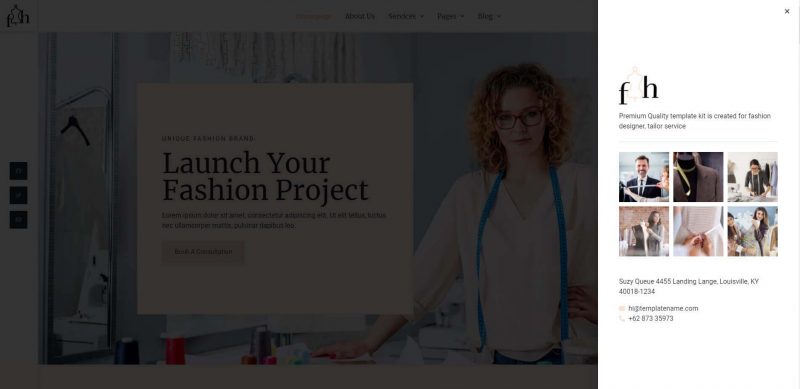 fh
Homepage
About Us
Services
Pages
Blog
UNIQUE FASHION BRAND
Launch Your
Fashion Project
Lorem ipsum dolor sit amet, consectetur adipiscing elit. Ut elit tellus, luctus
nec ullamcorper mattis, pulvinar dapibus leo.
Book A Consultation
fh
Premium Quality template kit is created for fashion
designer, tailor service
Suzy Queue 4455 Landing Lange, Louisville, KY
40018-1234
hi@templatename.com
+62 873 35973